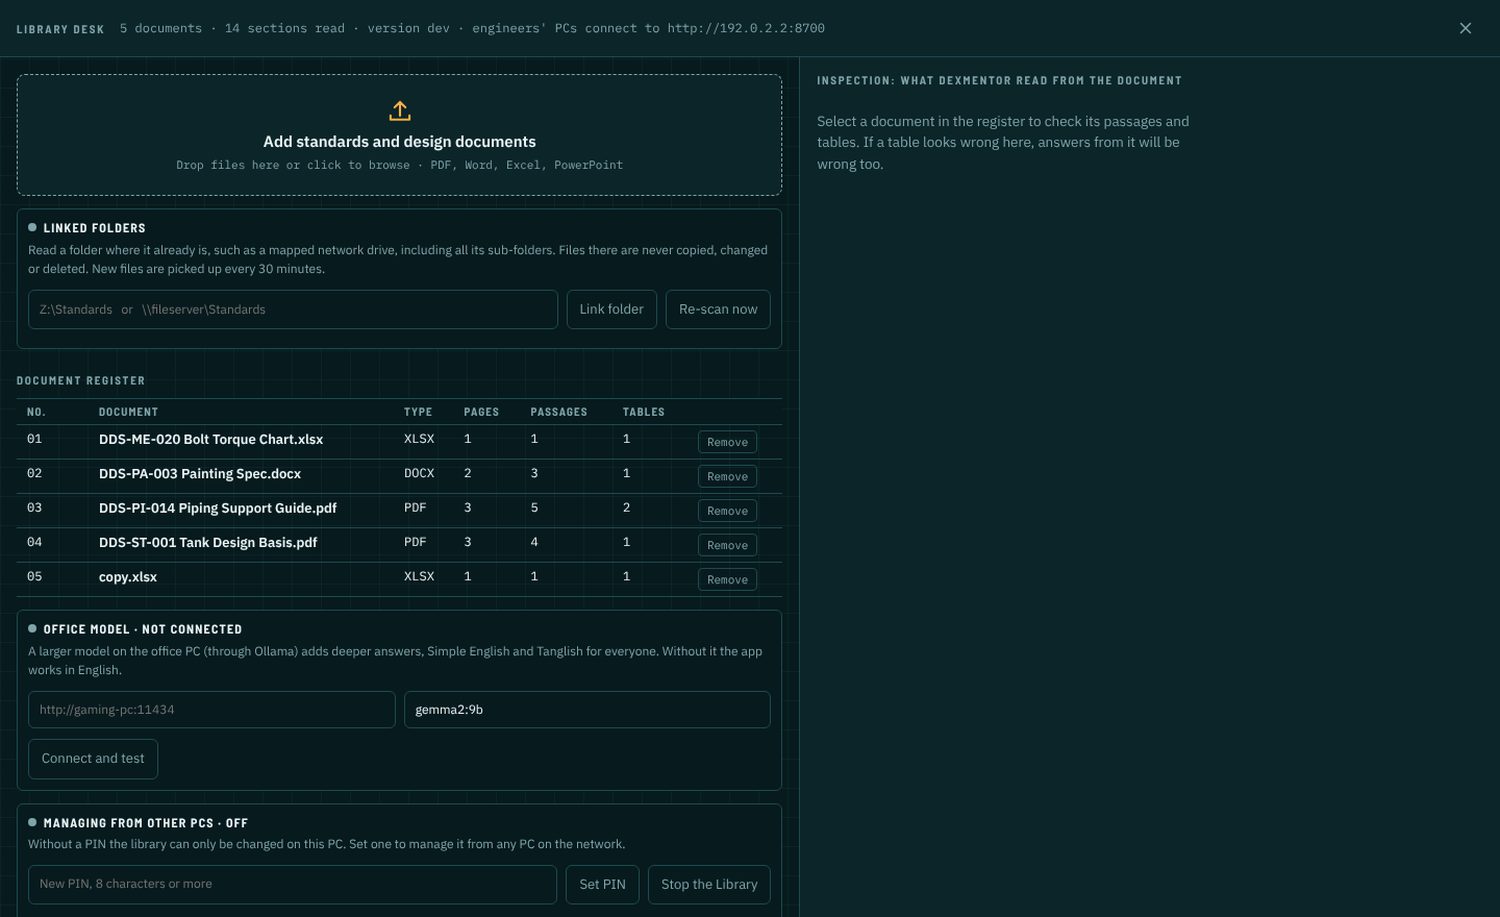 LIBRARY DESK 5 documents · 14 sections read · version dev · engineers' PCs connect to http://192.0.2.2:8700
Add standards and design documents
Drop files here or click to browse · PDF, Word, Excel, PowerPoint
LINKED FOLDERS
Read a folder where it already is, such as a mapped network drive, including all its sub-folders. Files there are never copied, changed
or deleted. New files are picked up every 30 minutes.
Z:\Standards or \\fileserver\Standards Link folder Re-scan now
DOCUMENT REGISTER
NO. DOCUMENT TYPE PAGES PASSAGES TABLES
01 DDS-ME-020 Bolt Torque Chart.xlsx XLSX 1 1 1 Remove
02 DDS-PA-003 Painting Spec.docx DOCX 2 3 1 Remove
03 DDS-PI-014 Piping Support Guide.pdf PDF 3 5 2 Remove
04 DDS-ST-001 Tank Design Basis.pdf PDF 3 4 1 Remove
05 copy.xlsx XLSX 1 1 1 Remove
OFFICE MODEL · NOT CONNECTED
A larger model on the office PC (through Ollama) adds deeper answers, Simple English and Tanglish for everyone. Without it the app
works in English.
http://gaming-pc:11434 gemma2:9b
Connect and test
MANAGING FROM OTHER PCS · OFF
Without a PIN the library can only be changed on this PC. Set one to manage it from any PC on the network.
New PIN, 8 characters or more Set PIN Stop the Library
INSPECTION: WHAT DEXMENTOR READ FROM THE DOCUMENT
Select a document in the register to check its passages and
tables. If a table looks wrong here, answers from it will be
wrong too.